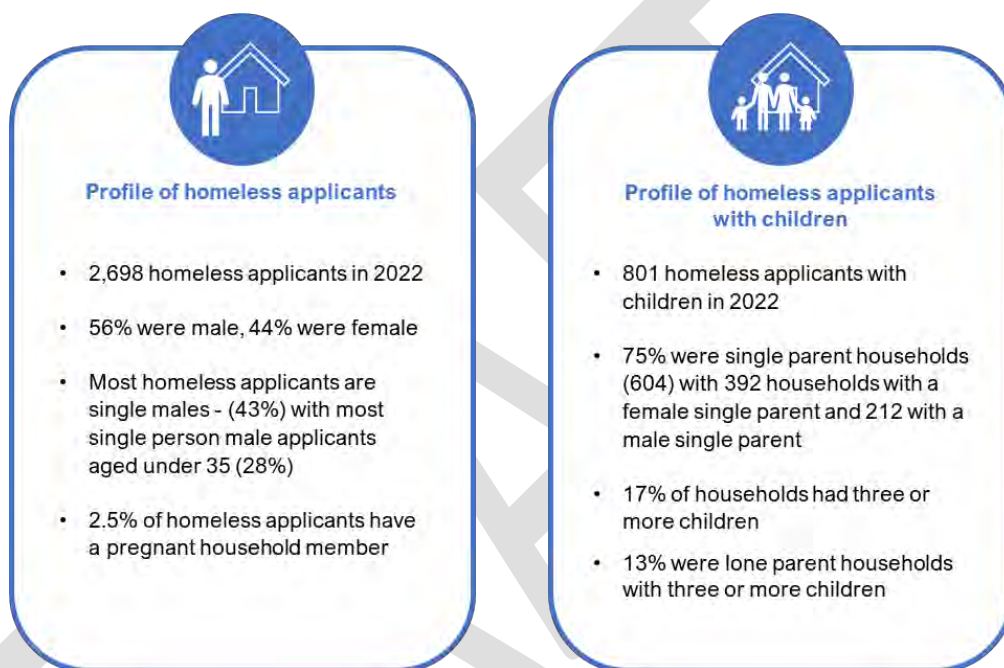 Profile of homeless applicants
• 2,698 homeless applicants in 2022
• 56% were male, 44% were female
• Most homeless applicants are
single males - (43%) with most
single person male applicants
aged under 35 (28%)
• 2.5% of homeless applicants have
a pregnant household member
Profile of homeless applicants
with children
• 801 homeless applicants with
children in 2022
• 75% were single parent households
(604) with 392 households with a
female single parent and 212 with a
male single parent
• 17% of households had three or
more children
• 13% were lone parent households
with three or more children